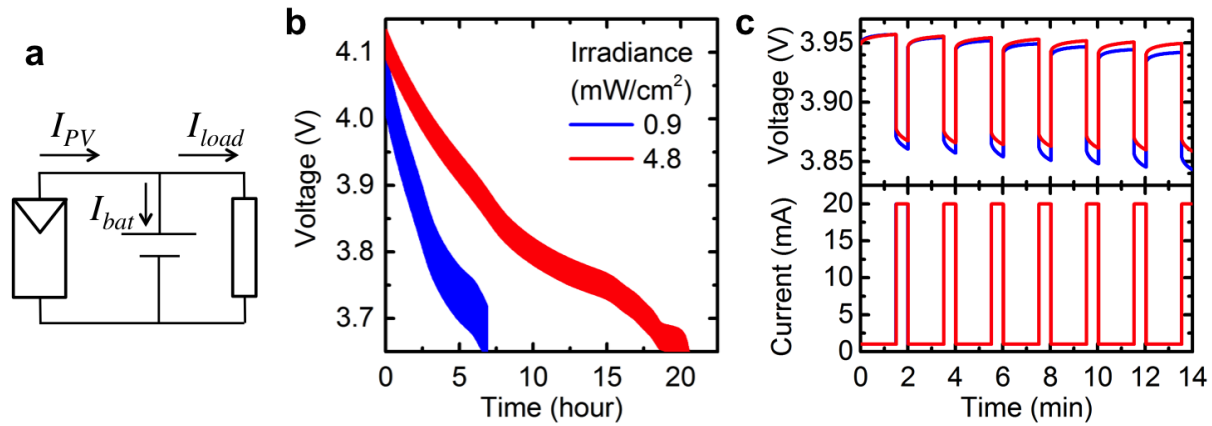 a
I_PV
I_load
I_bat
b
Voltage (V)
4.1
4.0
3.9
3.8
3.7
Irradiance
(mW/cm²)
0.9
4.8
0 5 10 15 20
Time (hour)
c
Voltage (V)
3.95
3.90
3.85
Current (mA)
20
15
10
5
0
0 2 4 6 8 10 12 14
Time (min)